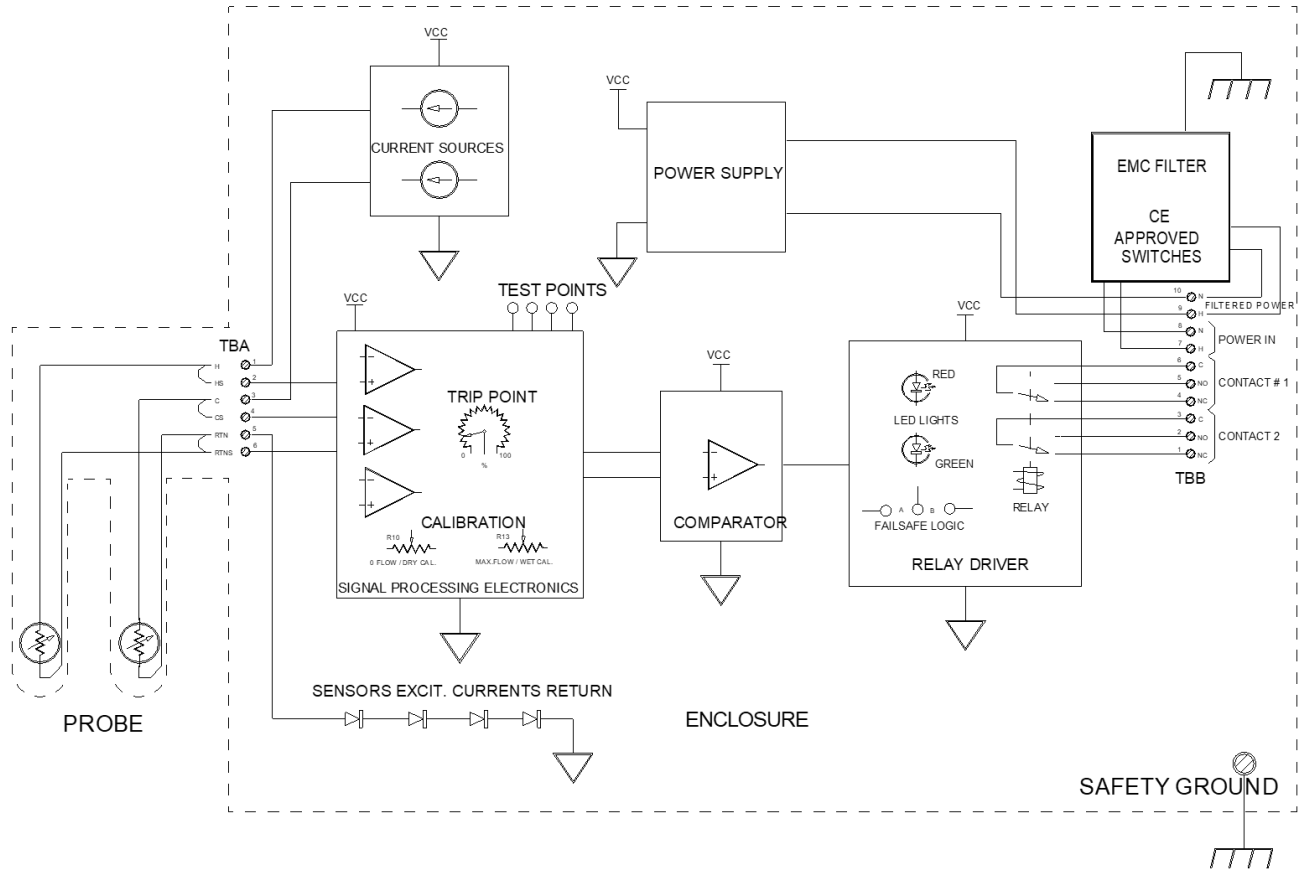 VCC
CURRENT SOURCES
VCC
POWER SUPPLY
EMC FILTER
CE
APPROVED
SWITCHES
TEST POINTS
VCC
TRIP POINT
0
100
%
CALIBRATION
R10
R13
0 FLOW / DRY CAL.
MAX.FLOW / WET CAL.
SIGNAL PROCESSING ELECTRONICS
TBA
H
1
HS
2
C
3
CS
4
RTN
5
RTNS
6
VCC
COMPARATOR
VCC
RED
LED LIGHTS
GREEN
A
B
FAILSAFE LOGIC
RELAY
RELAY DRIVER
10
N
FILTERED POWER
9
H
8
N
POWER IN
7
H
6
C
5
NO
CONTACT # 1
4
NC
3
C
2
NO
CONTACT 2
1
NC
TBB
SENSORS EXCIT. CURRENTS RETURN
PROBE
ENCLOSURE
SAFETY GROUND